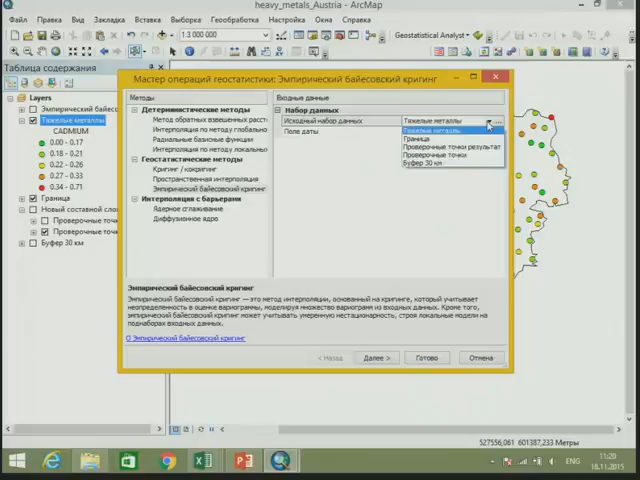 heavy_metals_Austria - ArcMap
Файл Правка Вид Закладка Вставка Выборка Геообработка Настройка Окна Справка
1:3 000 000
Geostatistical Analyst
Таблица содержания
Layers
Эмпирический байесо
Тяжелые металлы
CADMIUM
0.00 - 0.17
0.18 - 0.21
0.22 - 0.26
0.27 - 0.33
0.34 - 0.71
Граница
Новый составной сло
Проверочные точ
Проверочные точ
Буфер 30 км
Мастер операций геостатистики: Эмпирический байесовский кригинг
Методы
Детерминистические методы
Метод обратных взвешенных расст
Интерполяция по методу глобально
Радиальные базисные функции
Интерполяция по методу локальнь
Геостатистические методы
Кригинг / кокригинг
Пространственная интерполяция
Эмпирический байесовский кригинг
Интерполяция с барьерами
Ядерное сглаживание
Диффузионное ядро
Входные данные
Набор данных
Исходный набор данных Тяжелые металлы
Поле даты
Тяжелые металлы
Граница
Проверочные точки результат
Проверочные точки
Буфер 30 км
Эмпирический байесовский кригинг
Эмпирический байесовский кригинг — это метод интерполяции, основанный на кригинге, который учитывает
неопределенность в оценке вариограммы, моделируя множество вариограмм из входных данных. Кроме того,
эмпирический байесовский кригинг может учитывать умеренную нестационарность, строя локальные модели на
поднаборах входных данных.
О Эмпирический байесовский кригинг
< Назад Далее > Готово Отмена
527556,061 601387,233 Метры
ENG
11:20
18.11.2015